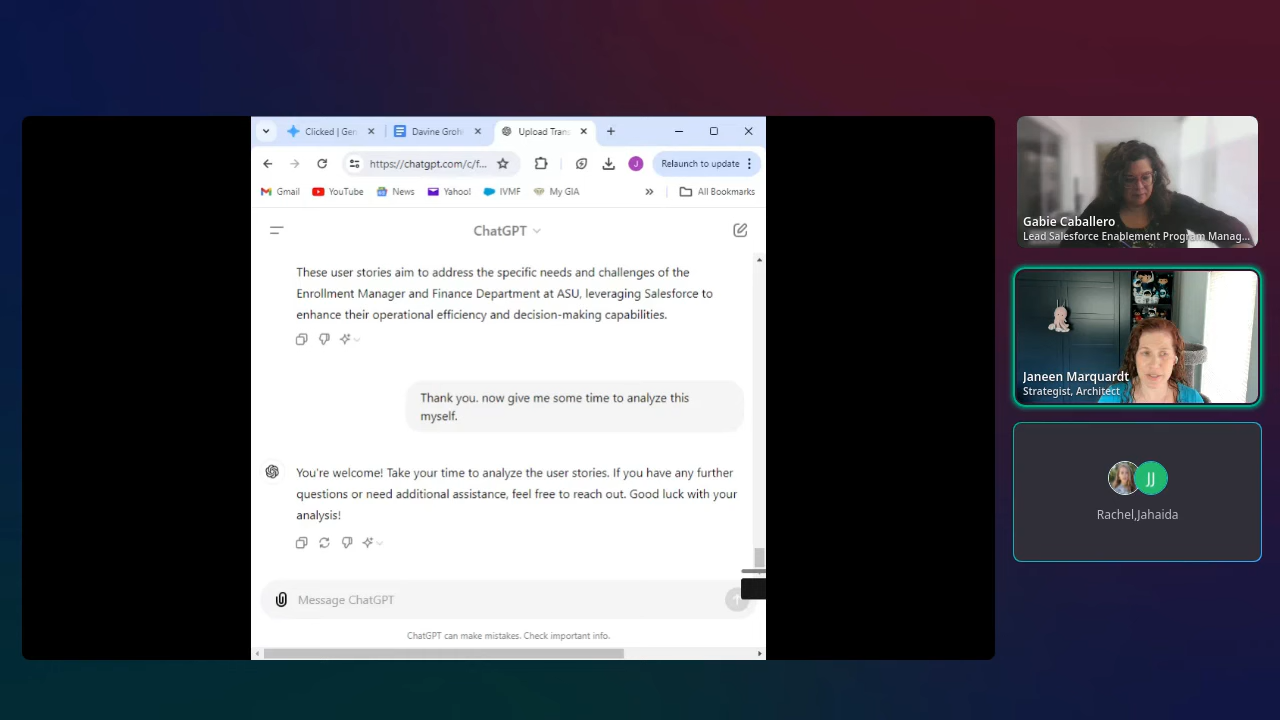 Clicked | Gen
Davine Groh
Upload Tran
https://chatgpt.com/c/f...
J
Relaunch to update
Gmail
YouTube
News
Yahoo!
IVMF
My GIA
»
All Bookmarks
ChatGPT
These user stories aim to address the specific needs and challenges of the
Enrollment Manager and Finance Department at ASU, leveraging Salesforce to
enhance their operational efficiency and decision-making capabilities.
Thank you. now give me some time to analyze this
myself.
You're welcome! Take your time to analyze the user stories. If you have any further
questions or need additional assistance, feel free to reach out. Good luck with your
analysis!
Message ChatGPT
ChatGPT can make mistakes. Check important info.
Gabie Caballero
Lead Salesforce Enablement Program Manag...
Janeen Marquardt
Strategist, Architect
JJ
Rachel,Jahaida